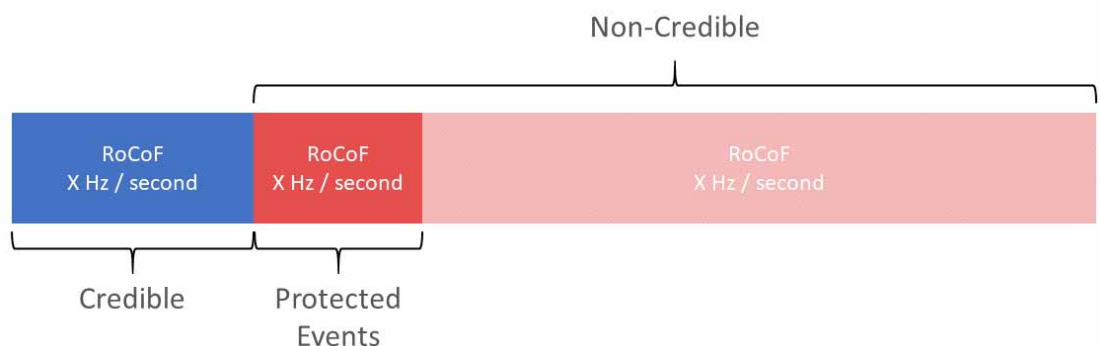 Non-Credible
RoCoF
X Hz / second
RoCoF
X Hz / second
RoCoF
X Hz / second
Credible
Protected
Events